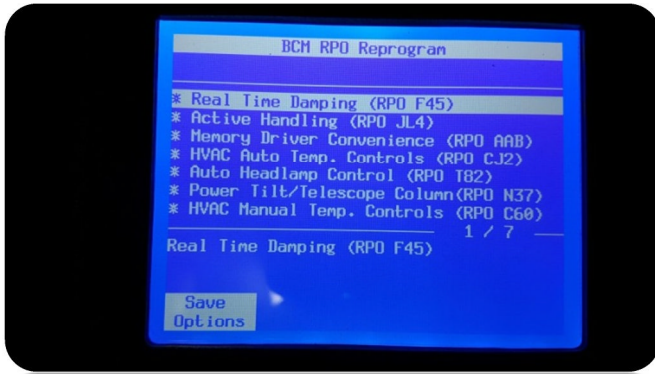 BCM RPO Reprogram
* Real Time Damping (RPO F45)
* Active Handling (RPO JL4)
* Memory Driver Convenience (RPO AAB)
* HVAC Auto Temp. Controls (RPO CJ2)
* Auto Headlamp Control (RPO T82)
* Power Tilt/Telescope Column(RPO N37)
* HVAC Manual Temp. Controls (RPO C60)
1 / 7
Real Time Damping (RPO F45)
Save
Options